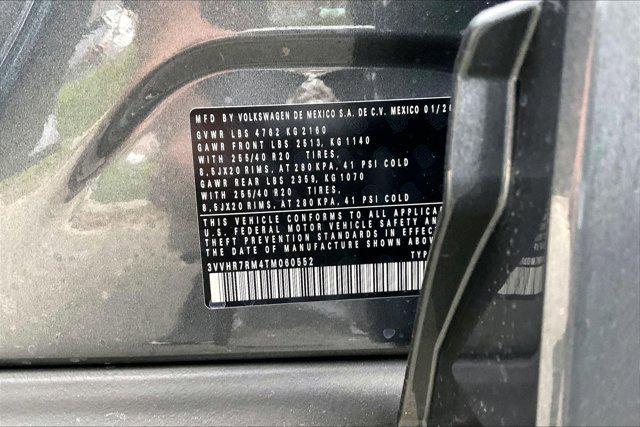 MFD BY VOLKSWAGEN DE MEXICO S.A. DE C.V. MEXICO 01/26
GVWR LBS 4762 KG 2160
GAWR FRONT LBS 2513, KG 1140
WITH 255/40 R20 TIRES,
8,5JX20 RIMS, AT 280 KPA, 41 PSI COLD
GAWR REAR LBS 2359, KG 1070
WITH 255/40 R20 TIRES,
8,5JX20 RIMS, AT 280 KPA, 41 PSI COLD
THIS VEHICLE CONFORMS TO ALL APPLICA
U.S. FEDERAL MOTOR VEHICLE SAFETY AN
THEFT PREVENTION STANDARDS IN EFFEC
THE DATE OF MANUFACTURE SHOWN ABOVE.
3VVHR7RM4TM060552 TYP